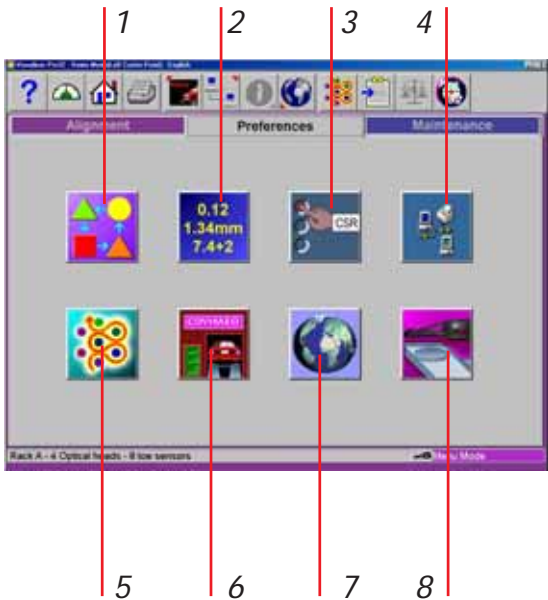 1 2 3 4
Alignment Preferences Maintenance
0.12
1.34mm
7.4+2
CSR
Rack A - 4 Optical heads - 8 toe sensors
Menu Mode
5 6 7 8